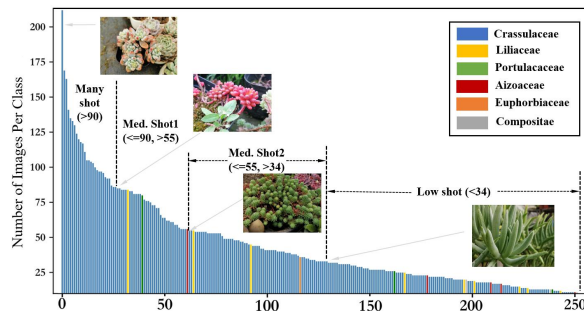 Number of Images Per Class
200
175
150
125
100
75
50
25
0
50
100
150
200
250
Many
shot
(>90)
Med. Shot1
(<=90, >55)
Med. Shot2
(<=55, >34)
Low shot (<34)
Crassulaceae
Liliaceae
Portulacaceae
Aizoaceae
Euphorbiaceae
Compositae